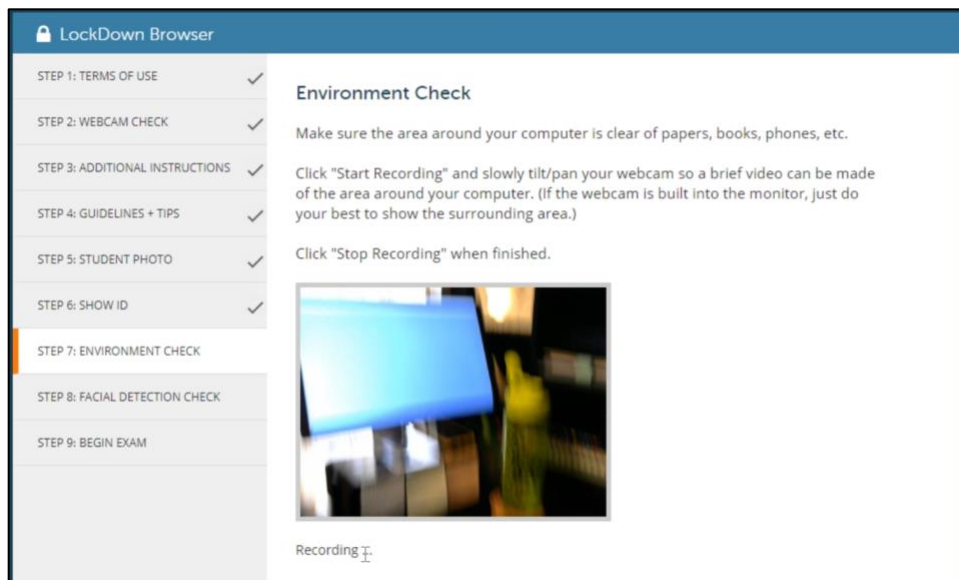 LockDown Browser
STEP 1: TERMS OF USE
STEP 2: WEBCAM CHECK
STEP 3: ADDITIONAL INSTRUCTIONS
STEP 4: GUIDELINES + TIPS
STEP 5: STUDENT PHOTO
STEP 6: SHOW ID
STEP 7: ENVIRONMENT CHECK
STEP 8: FACIAL DETECTION CHECK
STEP 9: BEGIN EXAM
Environment Check
Make sure the area around your computer is clear of papers, books, phones, etc.
Click "Start Recording" and slowly tilt/pan your webcam so a brief video can be made
of the area around your computer. (If the webcam is built into the monitor, just do
your best to show the surrounding area.)
Click "Stop Recording" when finished.
Recording ..